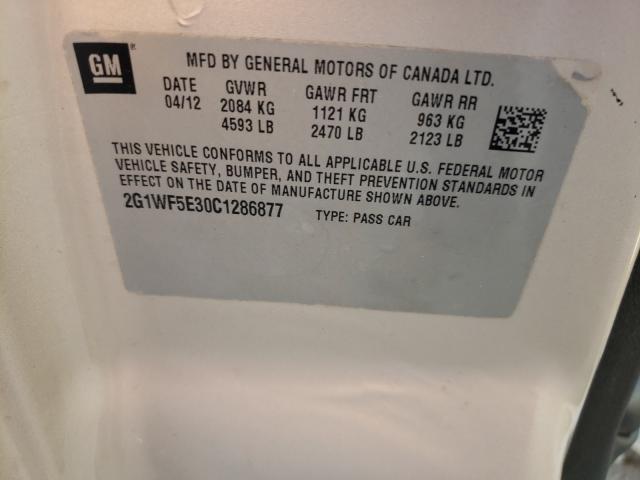 GM ®
MFD BY GENERAL MOTORS OF CANADA LTD.
DATE GVWR GAWR FRT GAWR RR
04/12 2084 KG 1121 KG 963 KG
4593 LB 2470 LB 2123 LB
THIS VEHICLE CONFORMS TO ALL APPLICABLE U.S. FEDERAL MOTOR
VEHICLE SAFETY, BUMPER, AND THEFT PREVENTION STANDARDS IN
EFFECT ON THE DATE OF MANUFACTURE SHOWN ABOVE.
2G1WF5E30C1286877 TYPE: PASS CAR